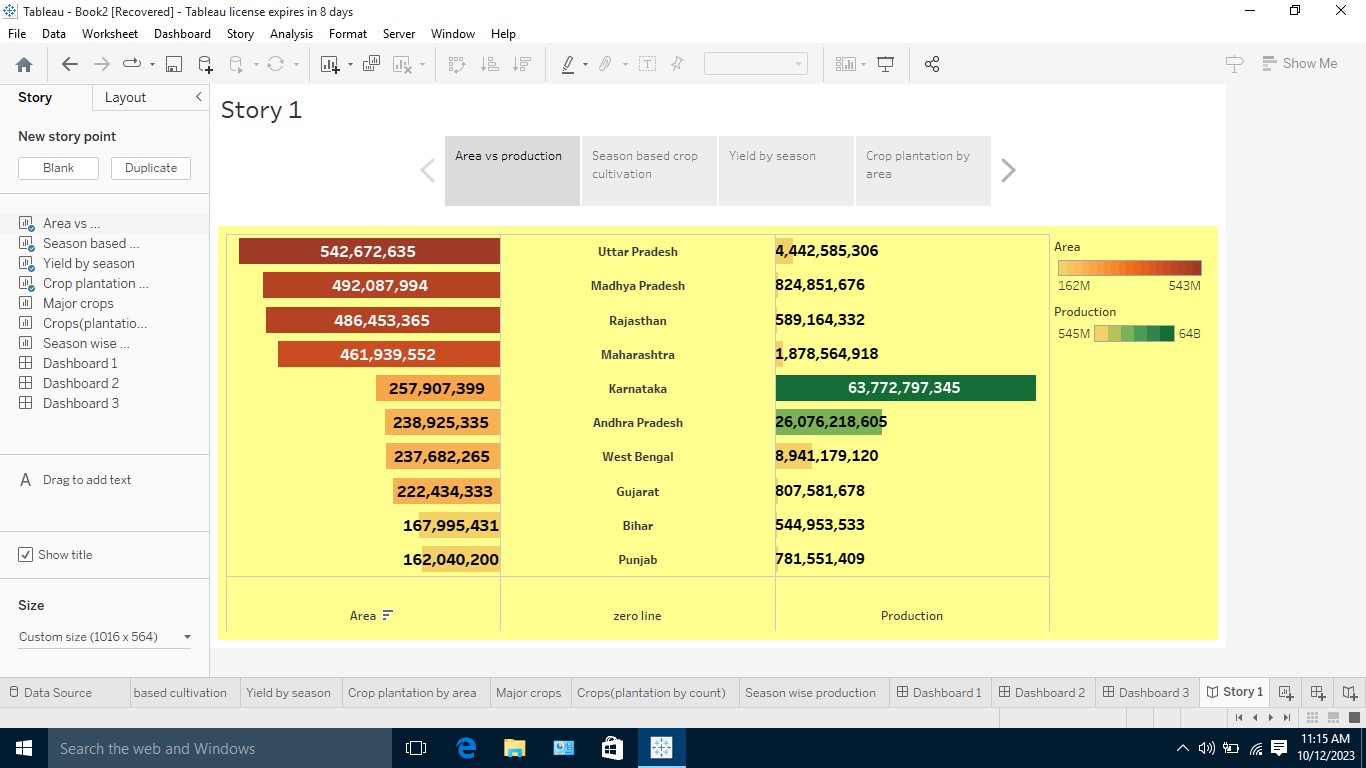 Tableau - Book2 [Recovered] - Tableau license expires in 8 days
File Data Worksheet Dashboard Story Analysis Format Server Window Help
Show Me
Story Layout
New story point
Blank Duplicate
Area vs ...
Season based ...
Yield by season
Crop plantation ...
Major crops
Crops(plantatio...
Season wise ...
Dashboard 1
Dashboard 2
Dashboard 3
A Drag to add text
Show title
Size
Custom size (1016 x 564)
Story 1
Area vs production
Season based crop
cultivation
Yield by season
Crop plantation by
area
542,672,635 Uttar Pradesh 4,442,585,306
492,087,994 Madhya Pradesh 824,851,676
486,453,365 Rajasthan 589,164,332
461,939,552 Maharashtra 1,878,564,918
257,907,399 Karnataka 63,772,797,345
238,925,335 Andhra Pradesh 26,076,218,605
237,682,265 West Bengal 8,941,179,120
222,434,333 Gujarat 807,581,678
167,995,431 Bihar 544,953,533
162,040,200 Punjab 781,551,409
Area zero line Production
Area
162M 543M
Production
545M 64B
Data Source based cultivation Yield by season Crop plantation by area Major crops Crops(plantation by count) Season wise production Dashboard 1 Dashboard 2 Dashboard 3 Story 1
Search the web and Windows
11:15 AM
10/12/2023